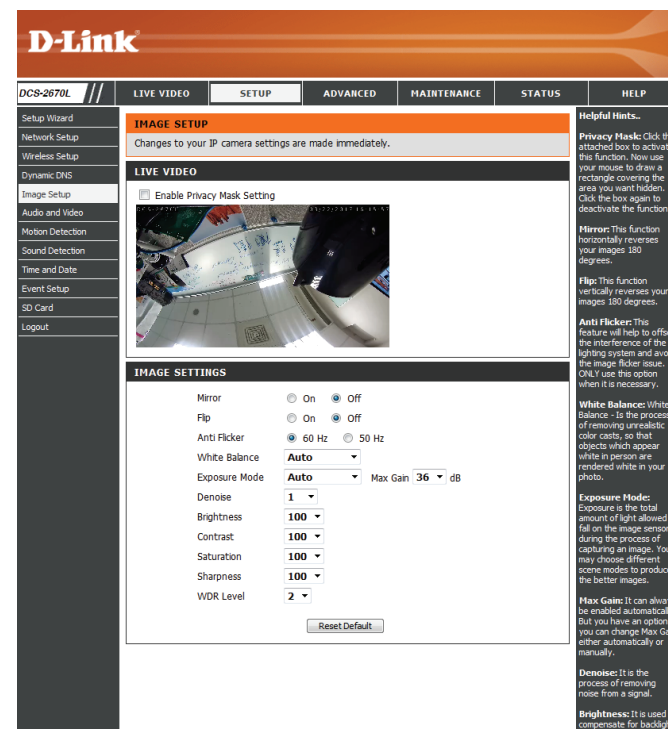 D-Link
DCS-2670L
LIVE VIDEO
SETUP
ADVANCED
MAINTENANCE
STATUS
HELP
Setup Wizard
Network Setup
Wireless Setup
Dynamic DNS
Image Setup
Audio and Video
Motion Detection
Sound Detection
Time and Date
Event Setup
SD Card
Logout
IMAGE SETUP
Changes to your IP camera settings are made immediately.
LIVE VIDEO
Enable Privacy Mask Setting
IMAGE SETTINGS
Mirror On Off
Flip On Off
Anti Flicker 60 Hz 50 Hz
White Balance Auto
Exposure Mode Auto Max Gain 36 dB
Denoise 1
Brightness 100
Contrast 100
Saturation 100
Sharpness 100
WDR Level 2
Reset Default
Helpful Hints..
Privacy Mask: Click th
attached box to activat
this function. Now use
your mouse to draw a
rectangle covering the
area you want hidden.
Click the box again to
deactivate the function
Mirror: This function
horizontally reverses
your images 180
degrees.
Flip: This function
vertically reverses your
images 180 degrees.
Anti Flicker: This
feature will help to offse
the interference of the
lighting system and avo
the image flicker issue.
ONLY use this option
when it is necessary.
White Balance: White
Balance - Is the process
of removing unrealistic
color casts, so that
objects which appear
white in person are
rendered white in your
photo.
Exposure Mode:
Exposure is the total
amount of light allowed
fall on the image sensor
during the process of
capturing an image. You
may choose different
scene modes to produce
the better images.
Max Gain: It can alwa
be enabled automaticall
But you have an option
you can change Max Ga
either automatically or
manually.
Denoise: It is the
process of removing
noise from a signal.
Brightness: It is used
compensate for backligh